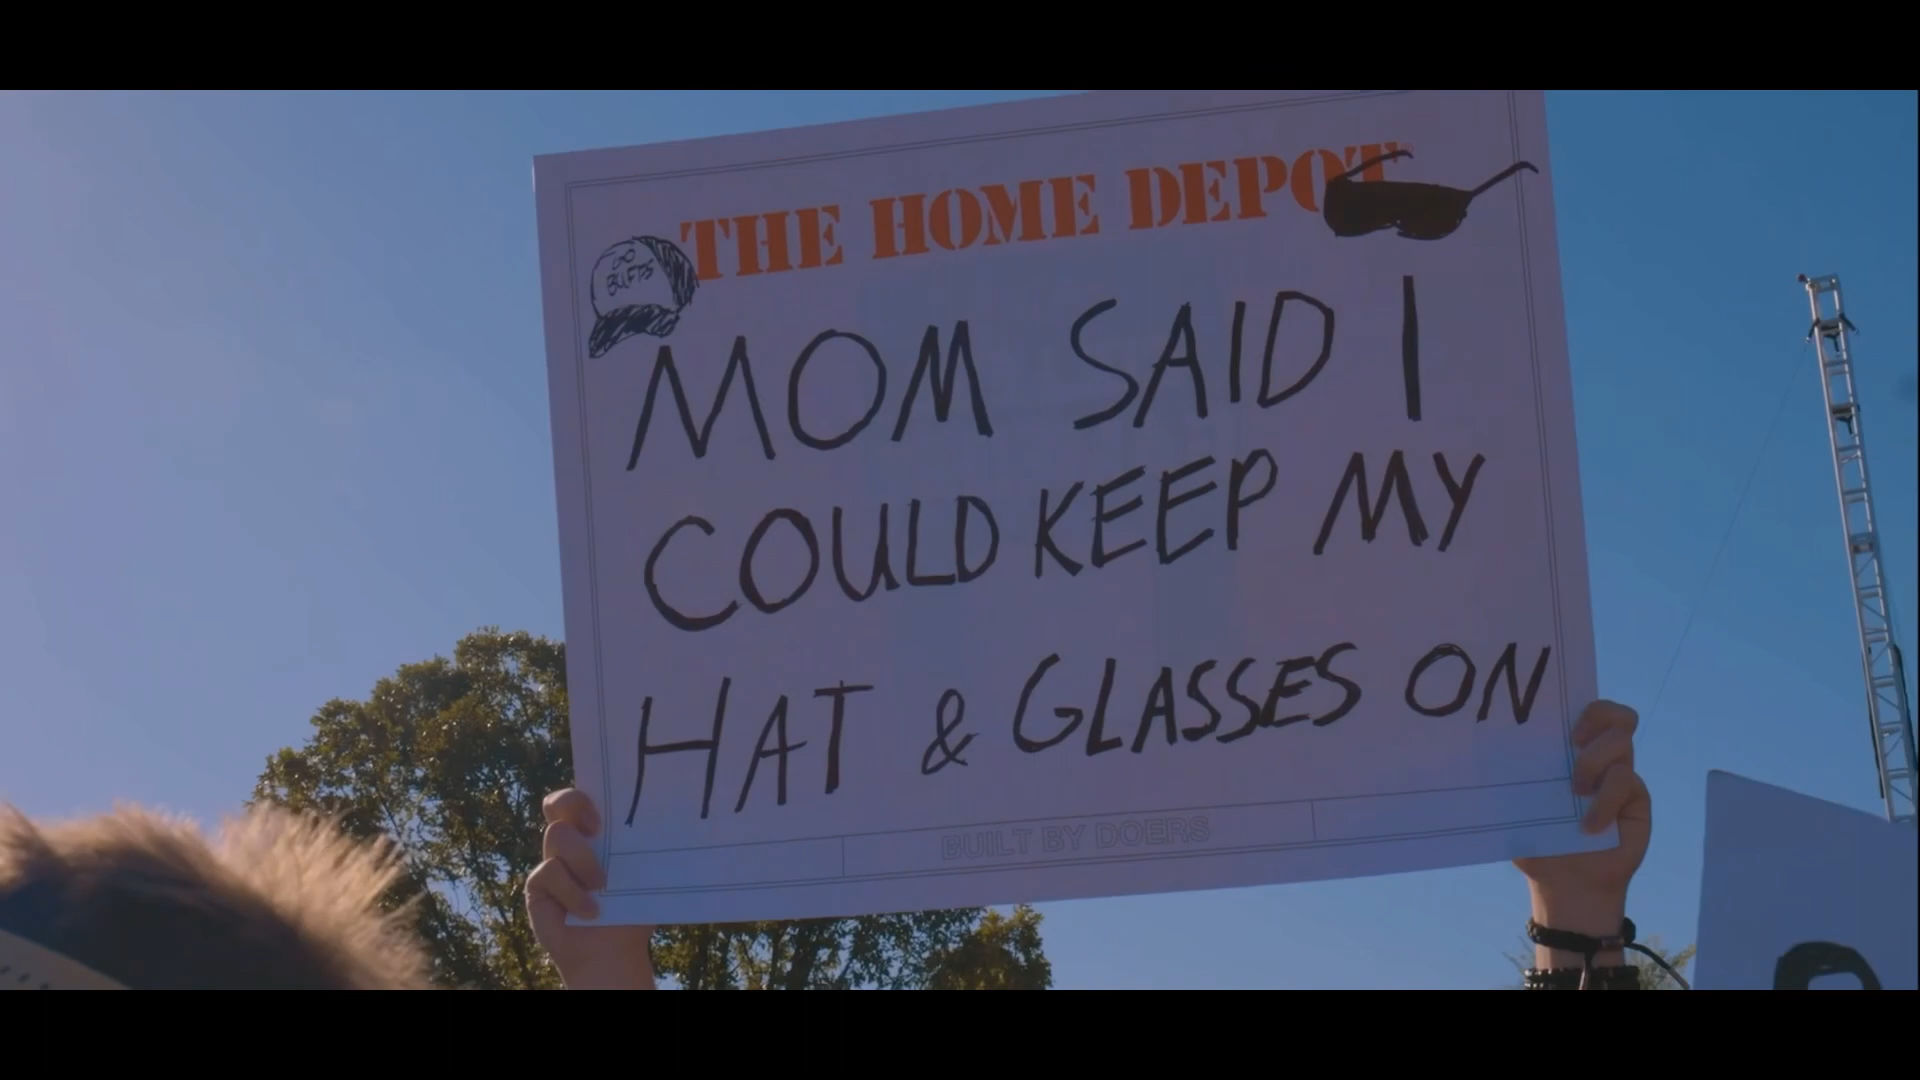 THE HOME DEPOT
GO
BUFFS
MOM SAID I
COULD KEEP MY
HAT & GLASSES ON
BUILT BY DOERS